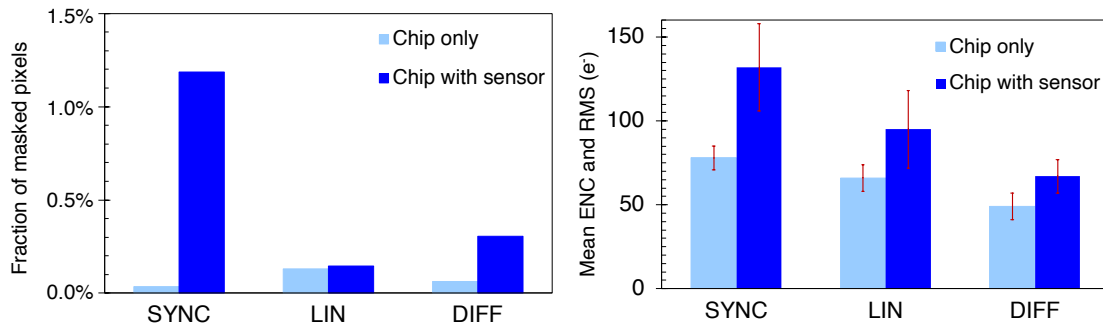 1.5%
1.0%
0.5%
0.0%
Fraction of masked pixels
Chip only
Chip with sensor
SYNC LIN DIFF
150
100
50
0
Mean ENC and RMS (e-)
Chip only
Chip with sensor
SYNC LIN DIFF